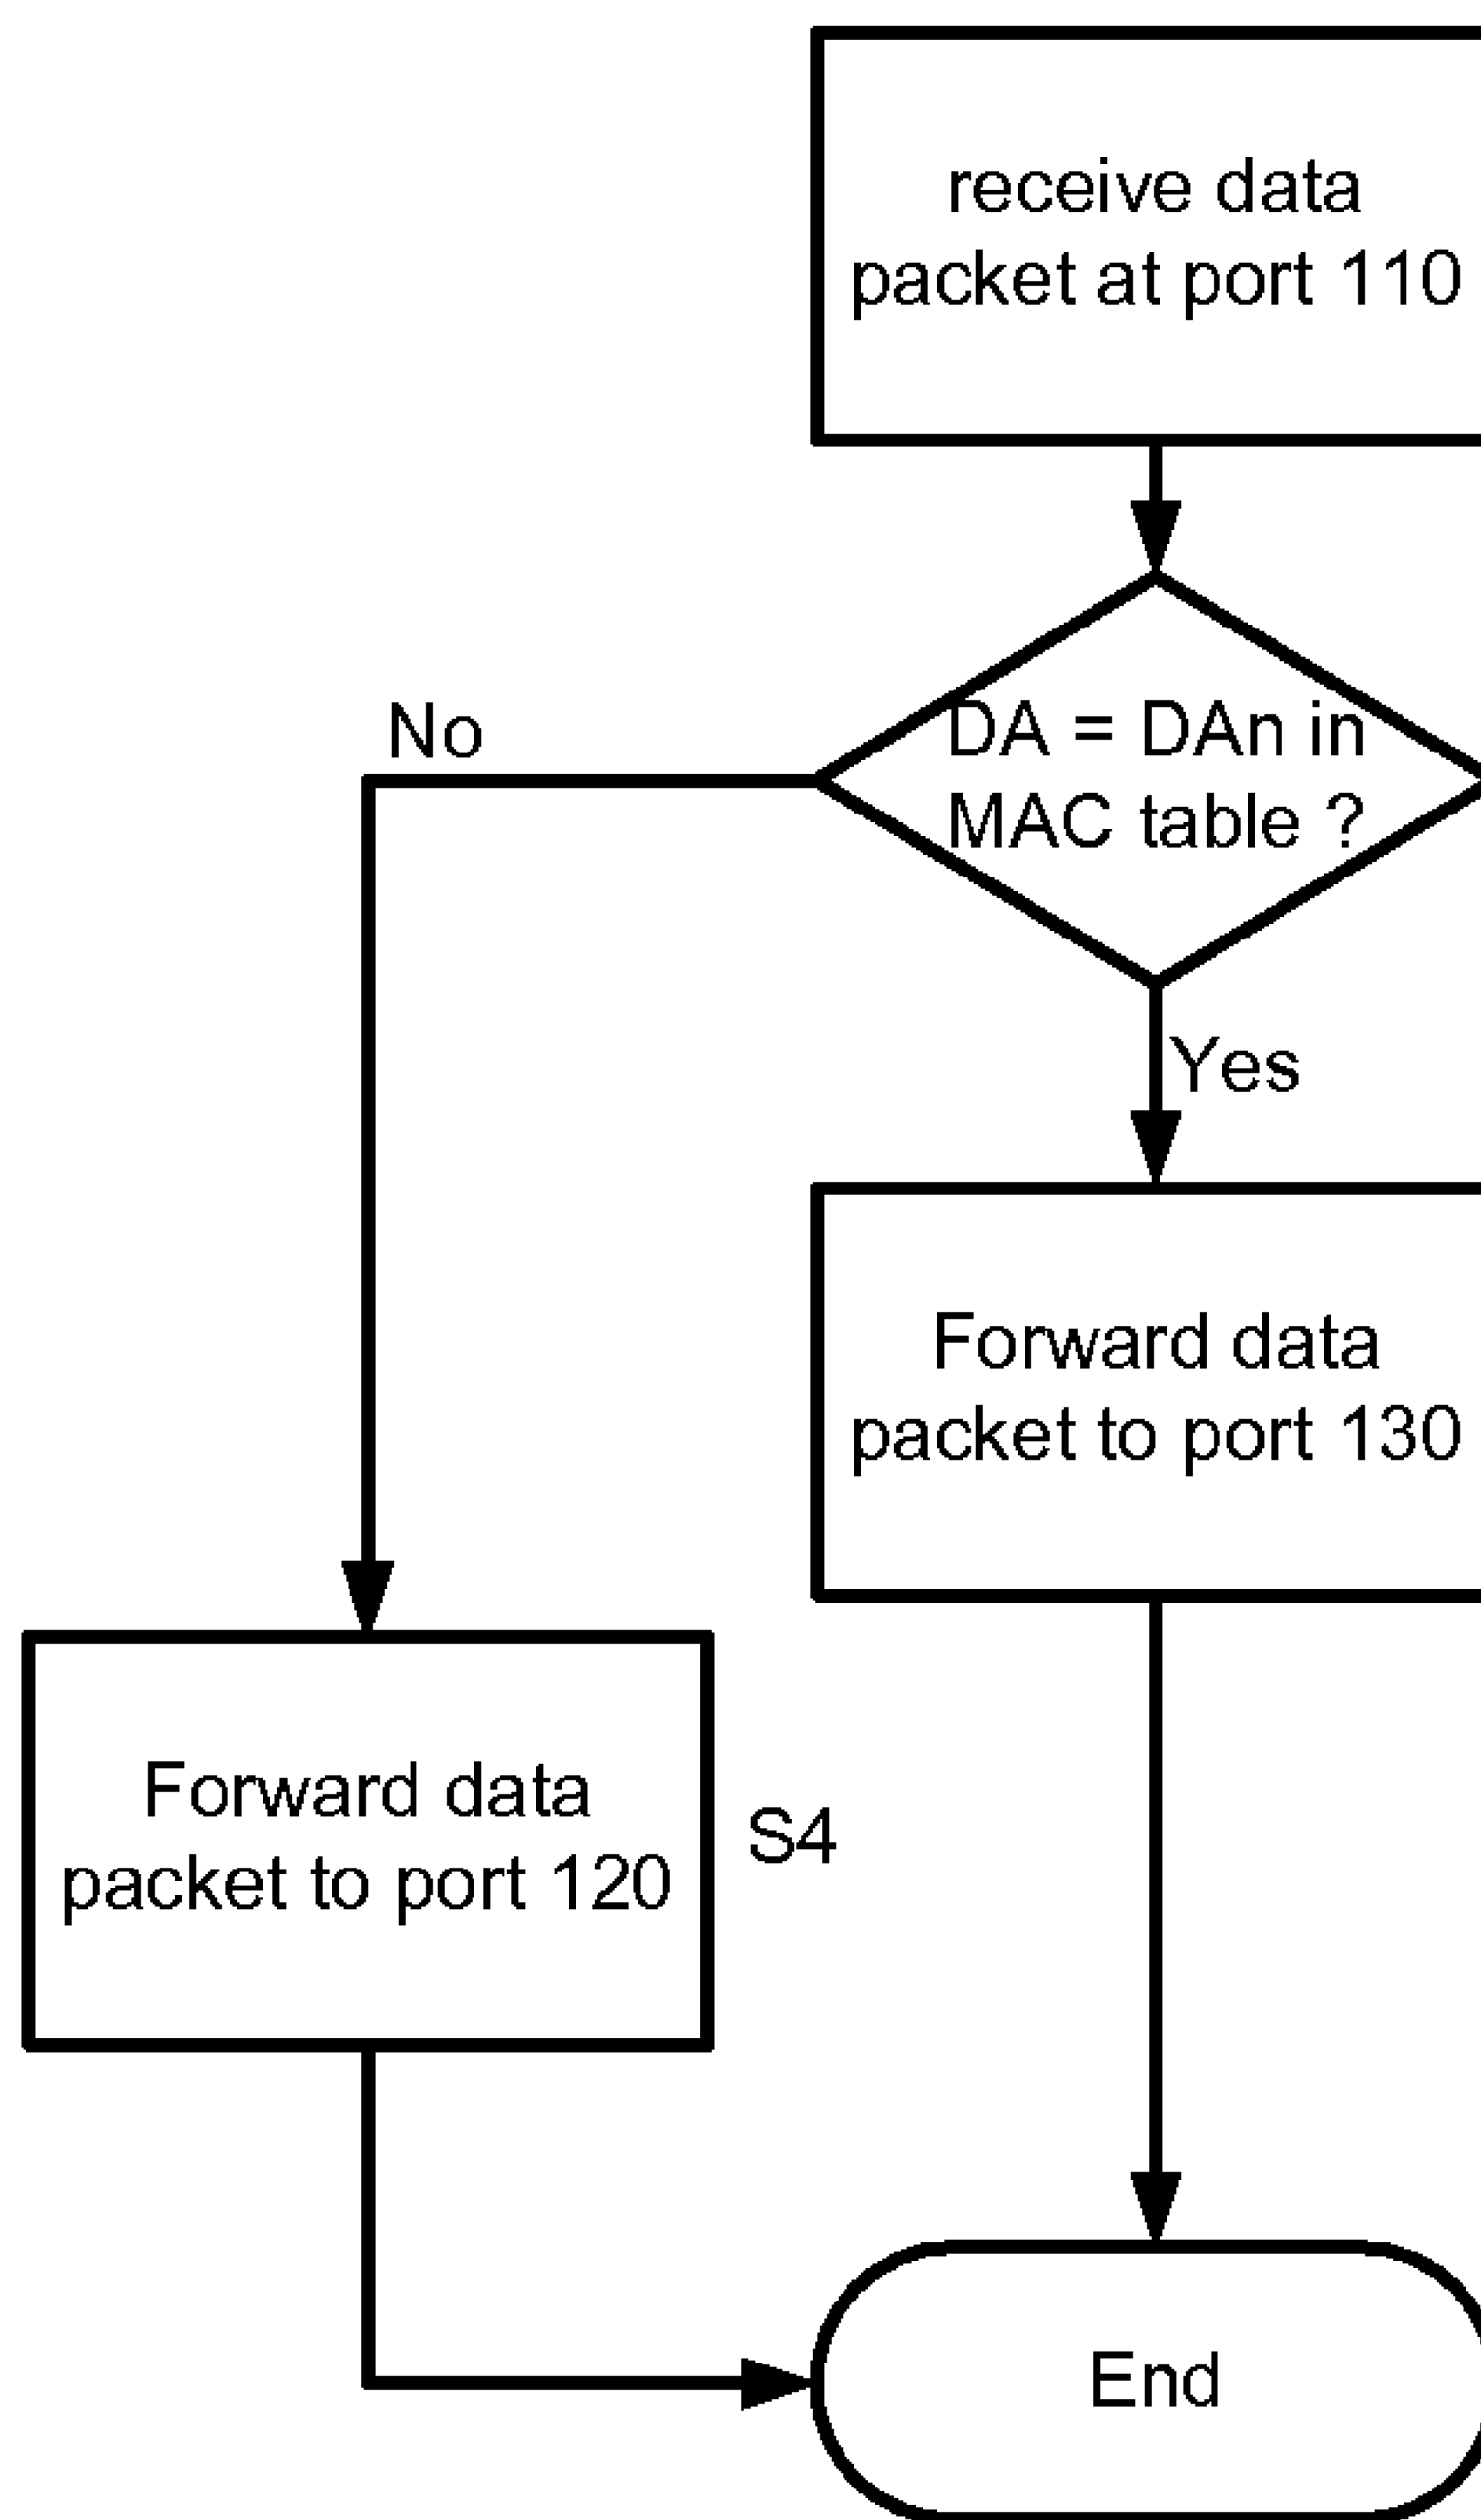 receive data
packet at port 110
No
DA = DAn in
MAC table ?
Yes
Forward data
packet to port 130
Forward data
packet to port 120
S4
End